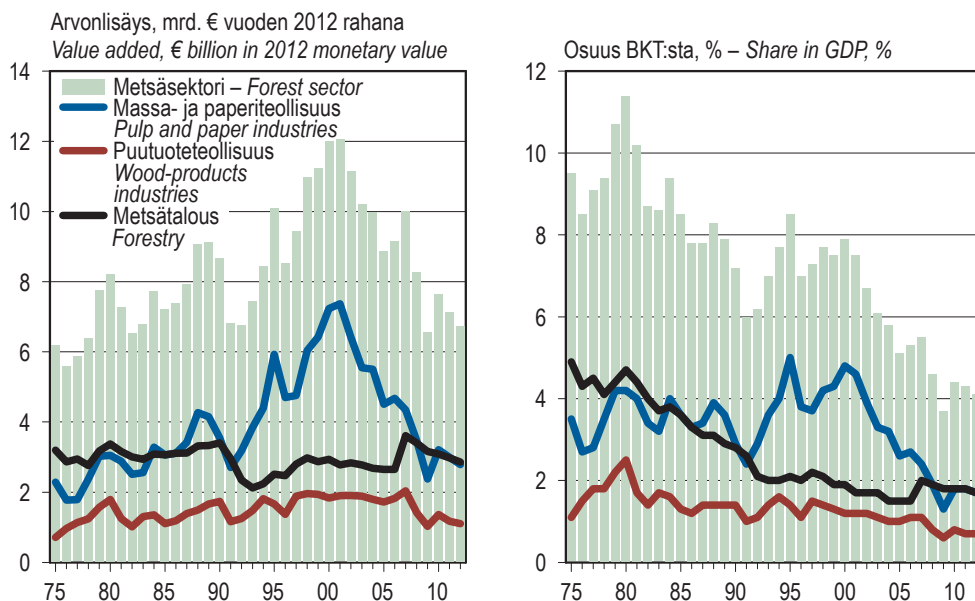 Arvonlisäys, mrd. € vuoden 2012 rahana
Value added, € billion in 2012 monetary value
14
12
10
8
6
4
2
0
Metsäsektori – Forest sector
Massa- ja paperiteollisuus
Pulp and paper industries
Puutuoteteollisuus
Wood-products
industries
Metsätalous
Forestry
75 80 85 90 95 00 05 10
Osuus BKT:sta, % – Share in GDP, %
12
10
8
6
4
2
0
75 80 85 90 95 00 05 10